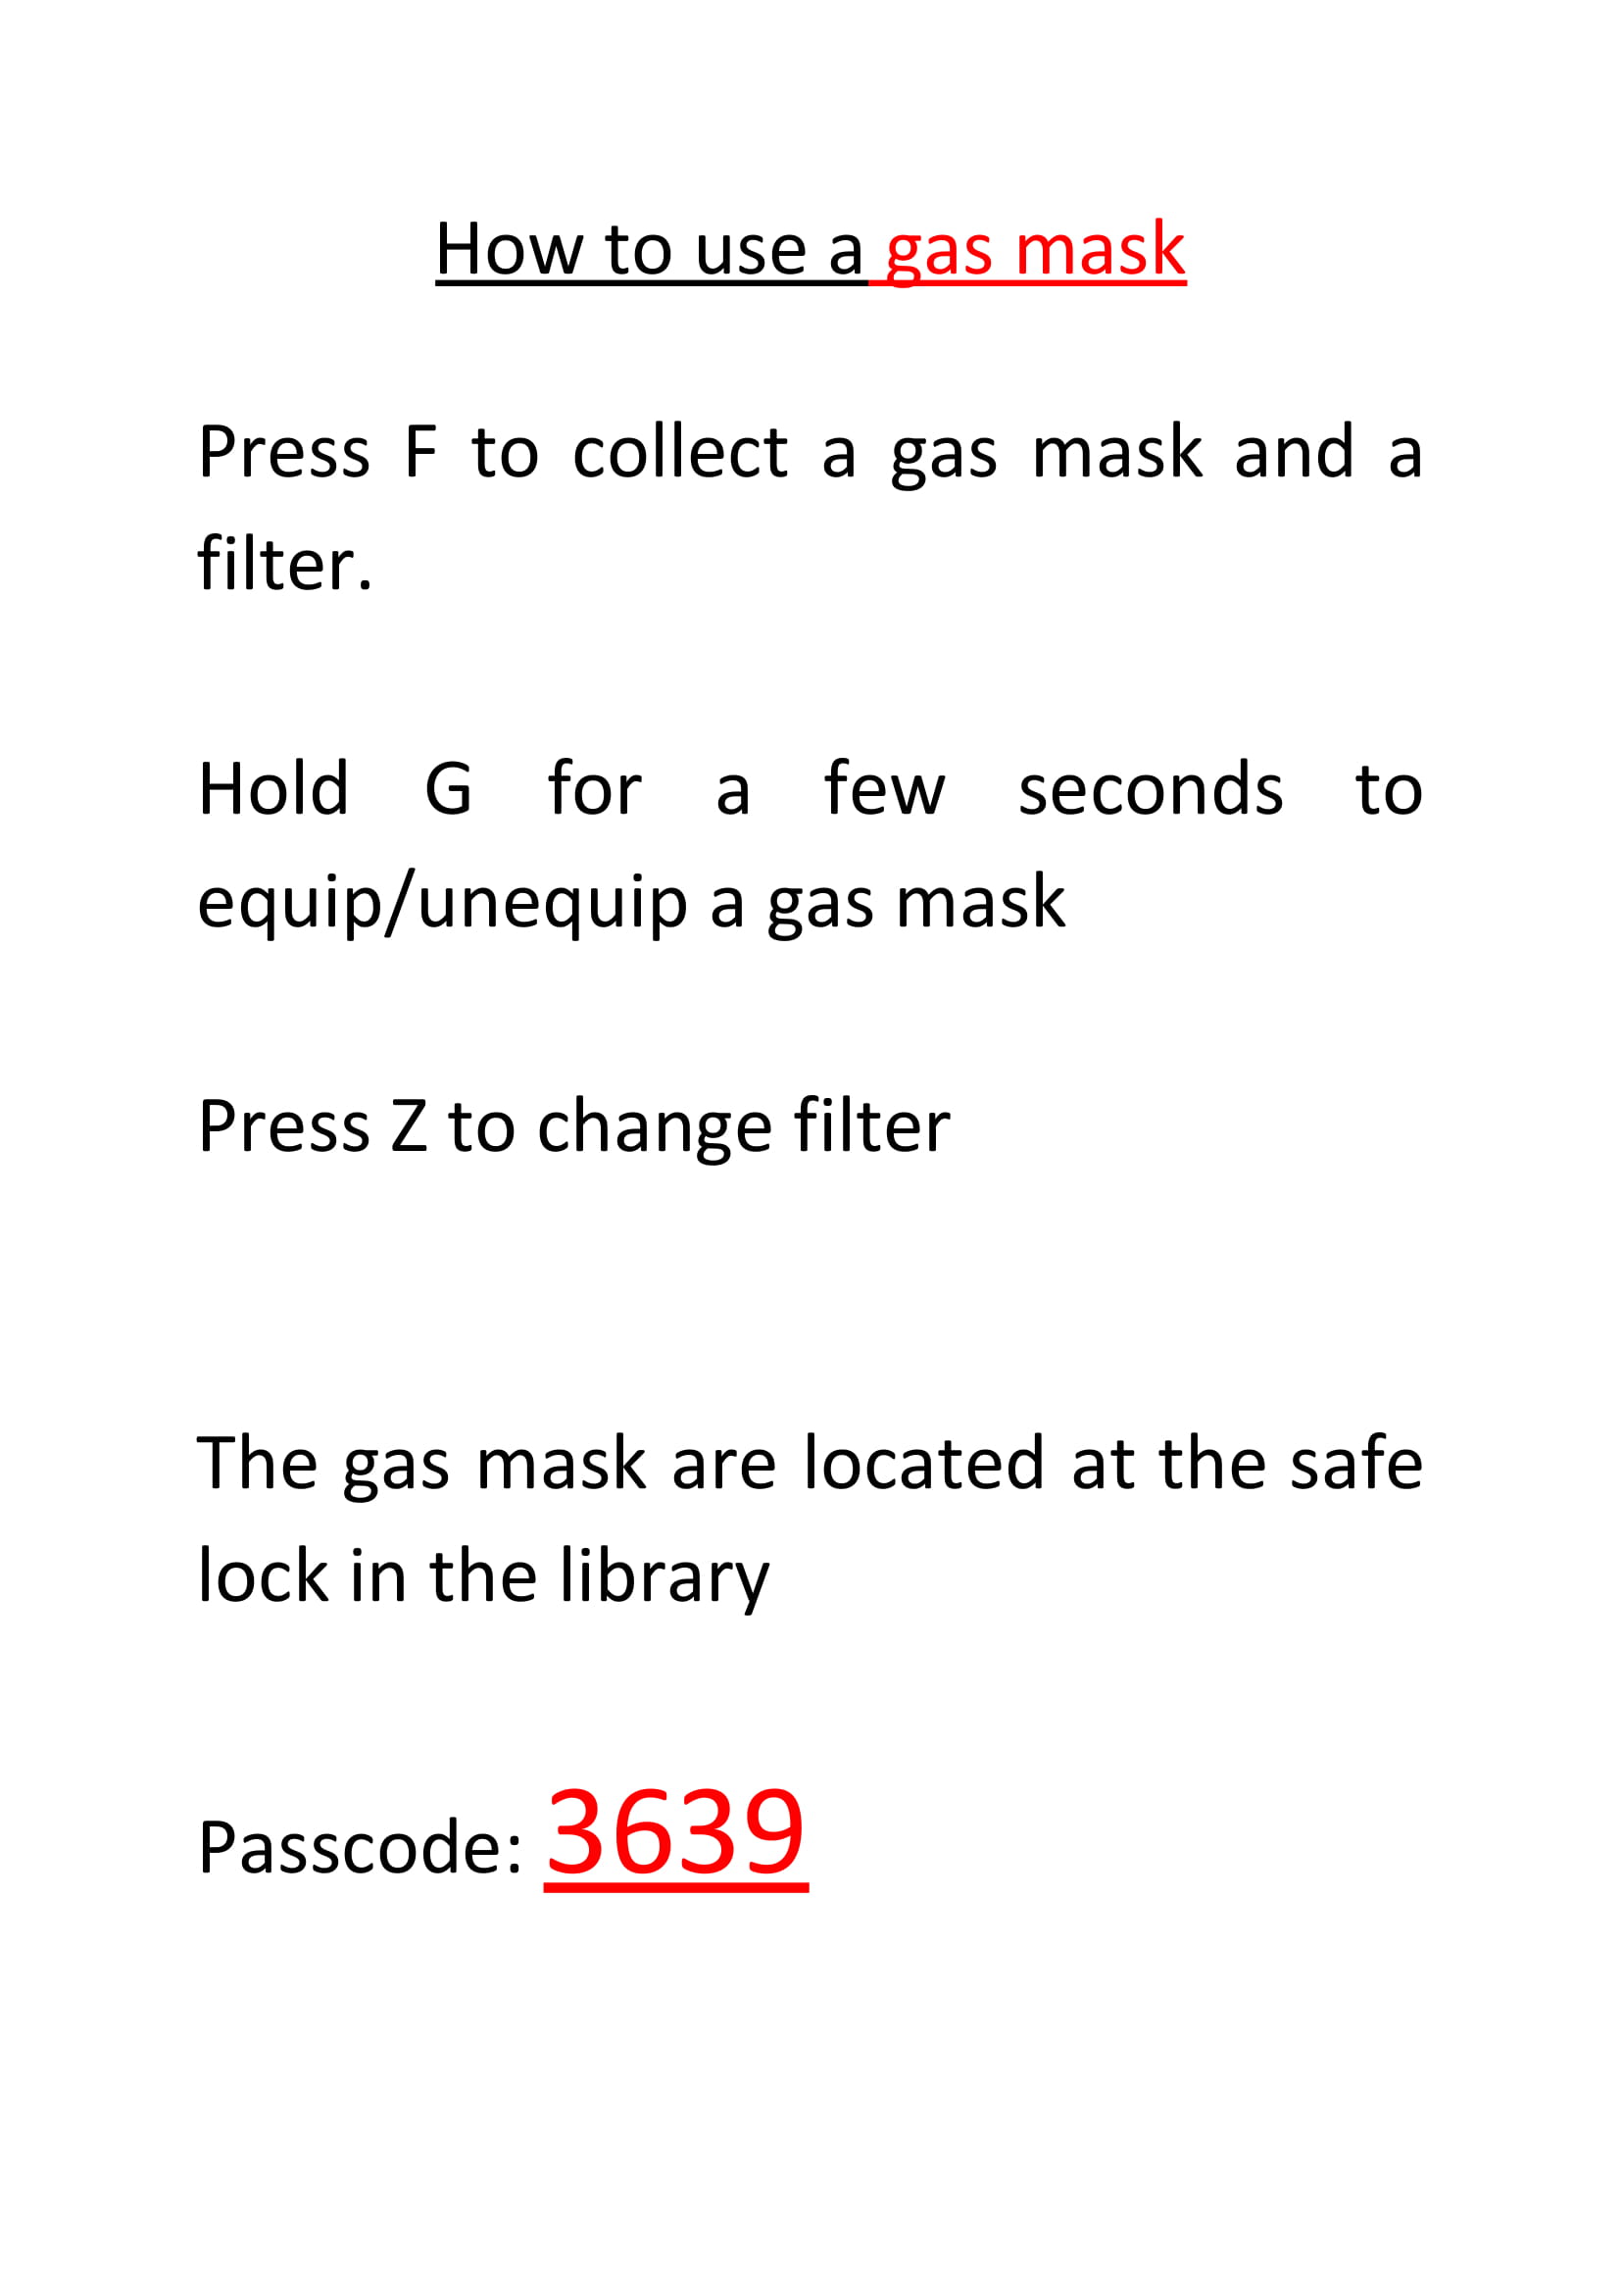 How to use a gas mask
Press F to collect a gas mask and a
filter.
Hold G for a few seconds to
equip/unequip a gas mask
Press Z to change filter
The gas mask are located at the safe
lock in the library
Passcode: 3639